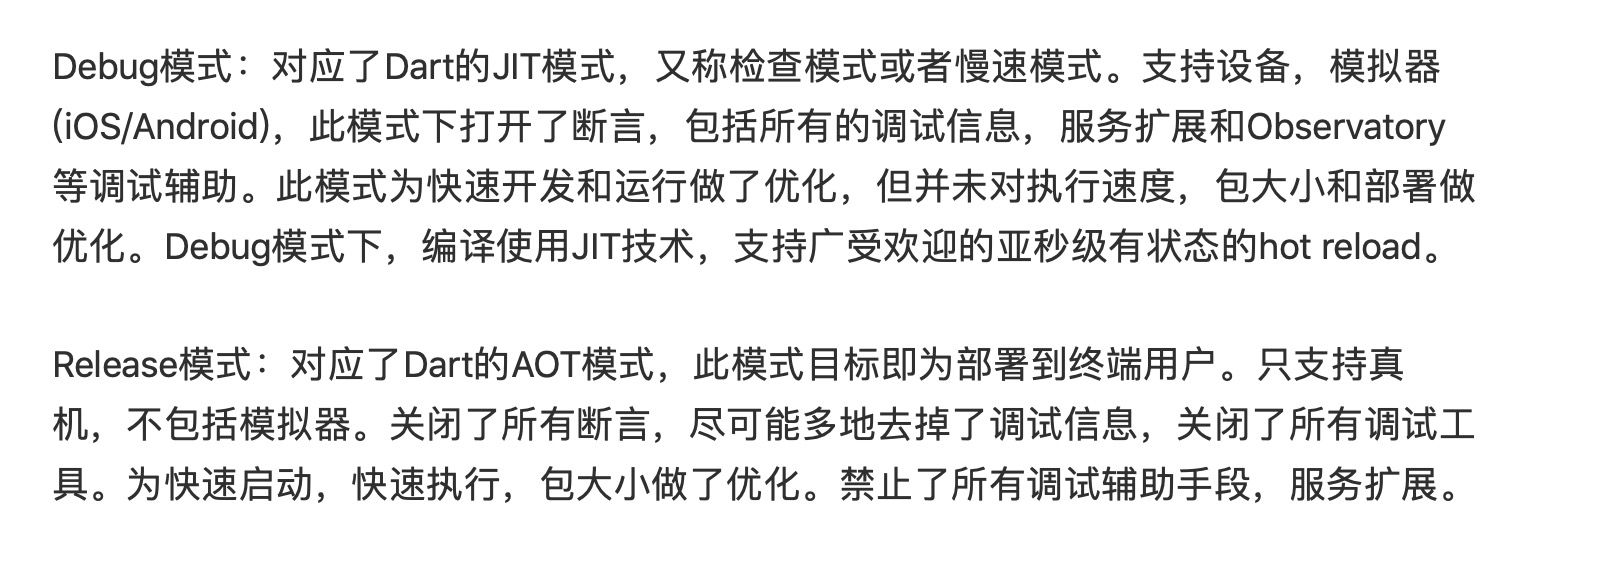 Debug模式：对应了Dart的JIT模式，又称检查模式或者慢速模式。支持设备，模拟器
(iOS/Android)，此模式下打开了断言，包括所有的调试信息，服务扩展和Observatory
等调试辅助。此模式为快速开发和运行做了优化，但并未对执行速度，包大小和部署做
优化。Debug模式下，编译使用JIT技术，支持广受欢迎的亚秒级有状态的hot reload。
Release模式：对应了Dart的AOT模式，此模式目标即为部署到终端用户。只支持真
机，不包括模拟器。关闭了所有断言，尽可能多地去掉了调试信息，关闭了所有调试工
具。为快速启动，快速执行，包大小做了优化。禁止了所有调试辅助手段，服务扩展。